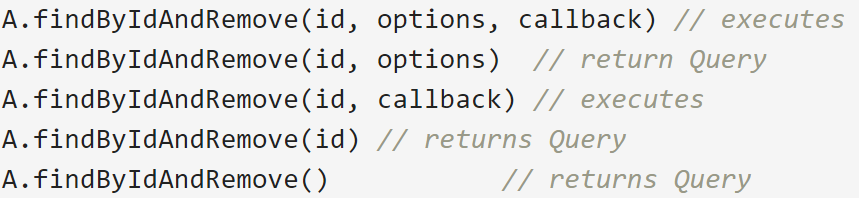 A.findByIdAndRemove(id, options, callback) // executes
A.findByIdAndRemove(id, options)  // return Query
A.findByIdAndRemove(id, callback) // executes
A.findByIdAndRemove(id) // returns Query
A.findByIdAndRemove()           // returns Query